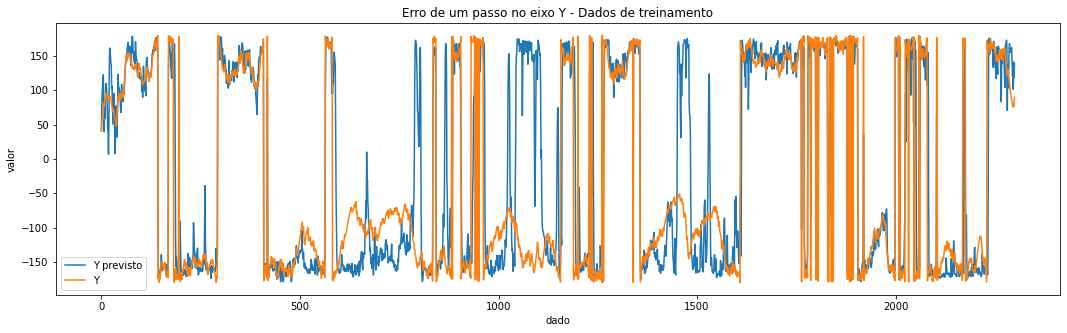 Erro de um passo no eixo Y - Dados de treinamento
valor
150
100
50
0
−50
−100
−150
Y previsto
Y
0
500
1000
1500
2000
dado